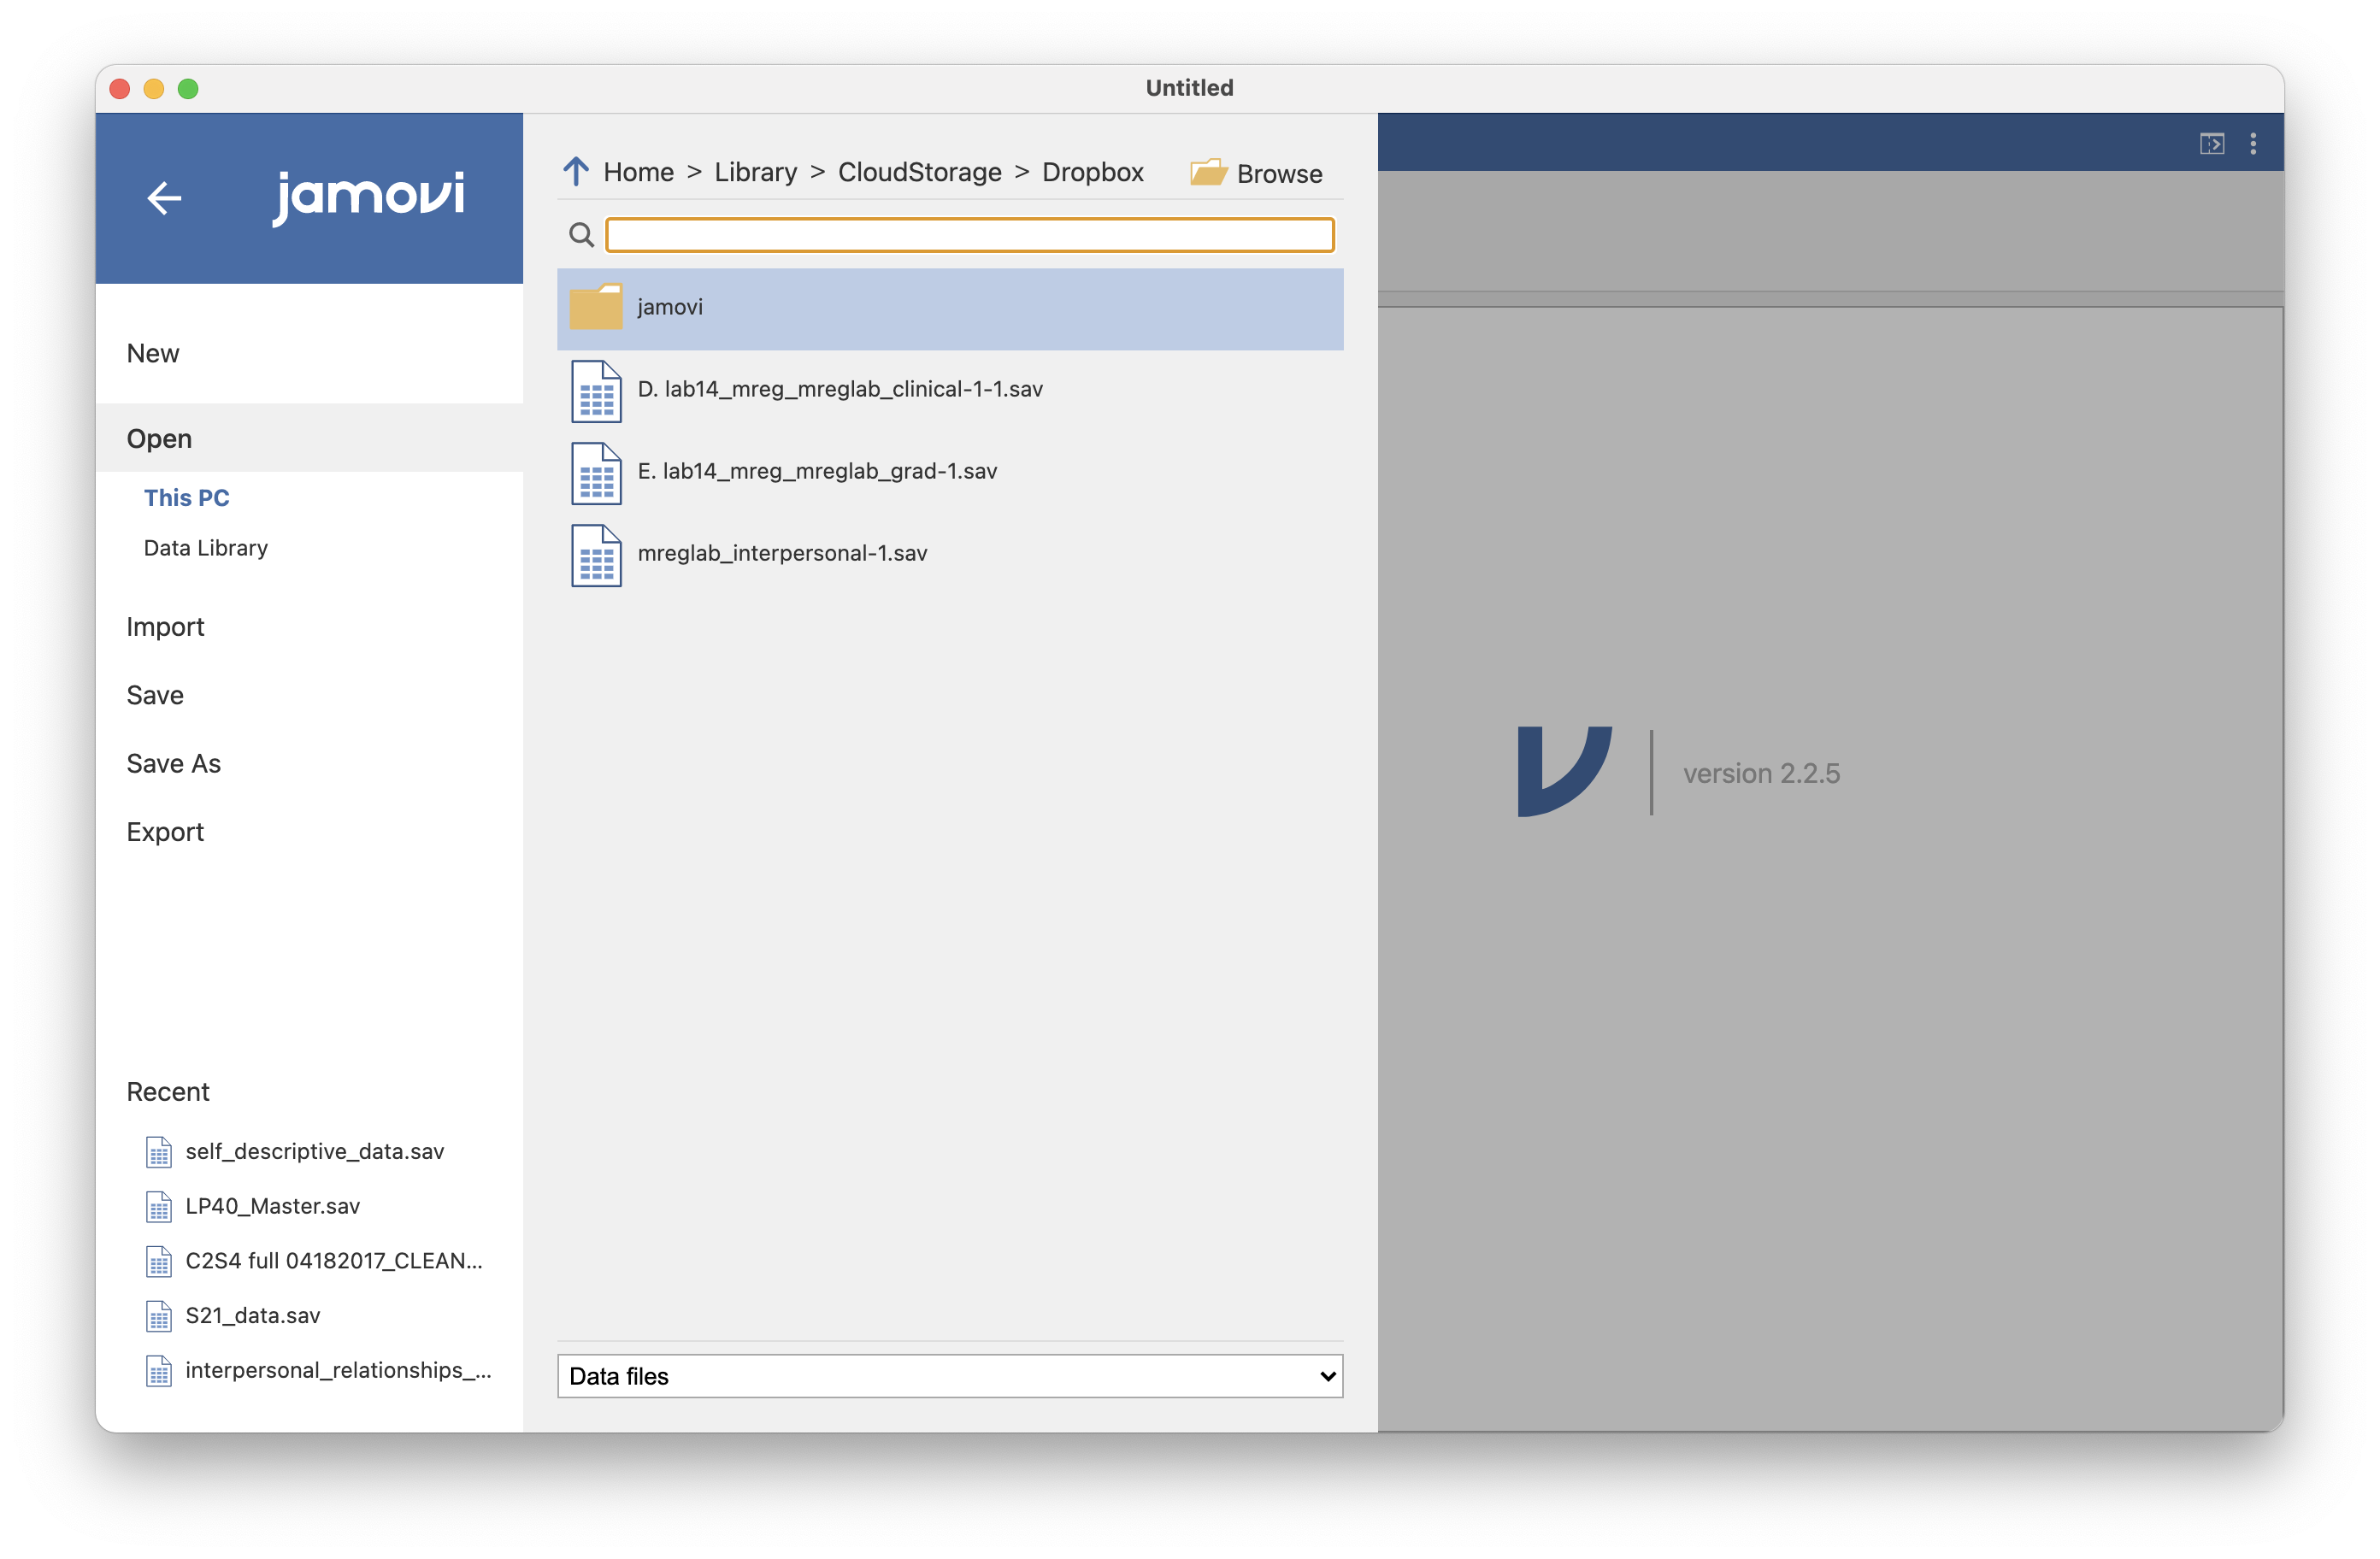 Untitled
jamovi
New
Open
This PC
Data Library
Import
Save
Save As
Export
Recent
self_descriptive_data.sav
LP40_Master.sav
C2S4 full 04182017_CLEAN...
S21_data.sav
interpersonal_relationships_...
Home > Library > CloudStorage > Dropbox
Browse
jamovi
D. lab14_mreg_mreglab_clinical-1-1.sav
E. lab14_mreg_mreglab_grad-1.sav
mreglab_interpersonal-1.sav
Data files
version 2.2.5